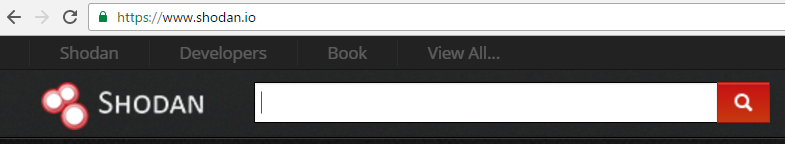 https://www.shodan.io
Shodan Developers Book View All...
SHODAN